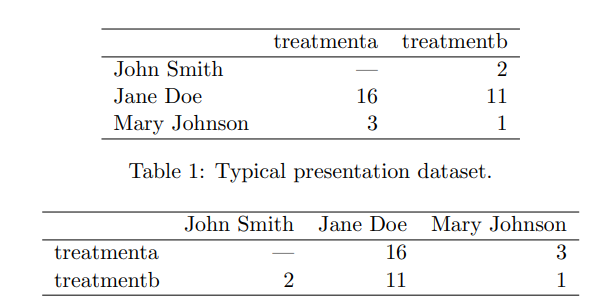 treatmenta treatmentb
John Smith — 2
Jane Doe 16 11
Mary Johnson 3 1
Table 1: Typical presentation dataset.
John Smith Jane Doe Mary Johnson
treatmenta — 16 3
treatmentb 2 11 1